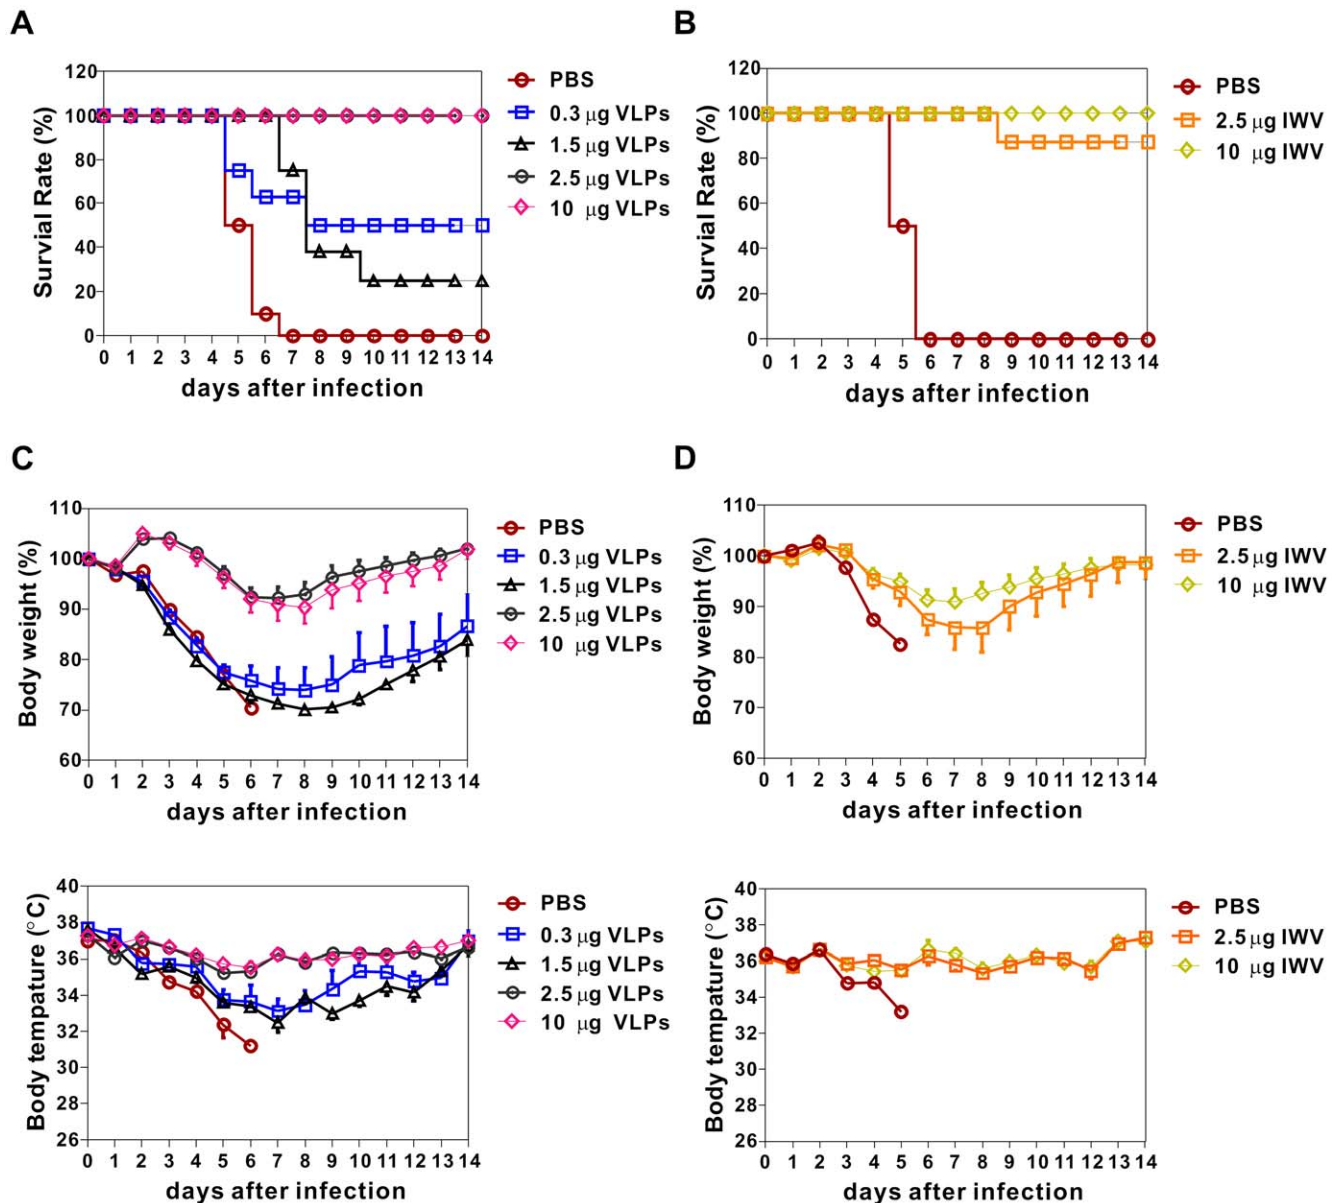 A
120
100
80
60
40
20
0
Survial Rate (%)
0 1 2 3 4 5 6 7 8 9 10 11 12 13 14
days after infection
PBS
0.3 μg VLPs
1.5 μg VLPs
2.5 μg VLPs
10 μg VLPs
B
120
100
80
60
40
20
0
Survial Rate (%)
0 1 2 3 4 5 6 7 8 9 10 11 12 13 14
days after infection
PBS
2.5 μg IWV
10 μg IWV
C
110
100
90
80
70
60
Body weight (%)
0 1 2 3 4 5 6 7 8 9 10 11 12 13 14
days after infection
PBS
0.3 μg VLPs
1.5 μg VLPs
2.5 μg VLPs
10 μg VLPs
D
110
100
90
80
70
60
Body weight (%)
0 1 2 3 4 5 6 7 8 9 10 11 12 13 14
days after infection
PBS
2.5 μg IWV
10 μg IWV
40
38
36
34
32
30
28
26
Body tempature (°C)
0 1 2 3 4 5 6 7 8 9 10 11 12 13 14
days after infection
PBS
0.3 μg VLPs
1.5 μg VLPs
2.5 μg VLPs
10 μg VLPs
40
38
36
34
32
30
28
26
Body tempature (°C)
0 1 2 3 4 5 6 7 8 9 10 11 12 13 14
days after infection
PBS
2.5 μg IWV
10 μg IWV